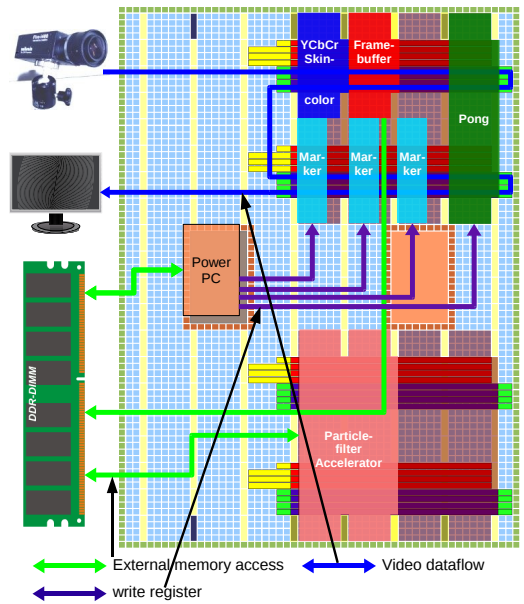 YCbCr
Skin-
color
Frame-
buffer
Pong
Mar-
ker
Mar-
ker
Mar-
ker
Power
PC
DDR-DIMM
Particle-
filter
Accelerator
External memory access
Video dataflow
write register